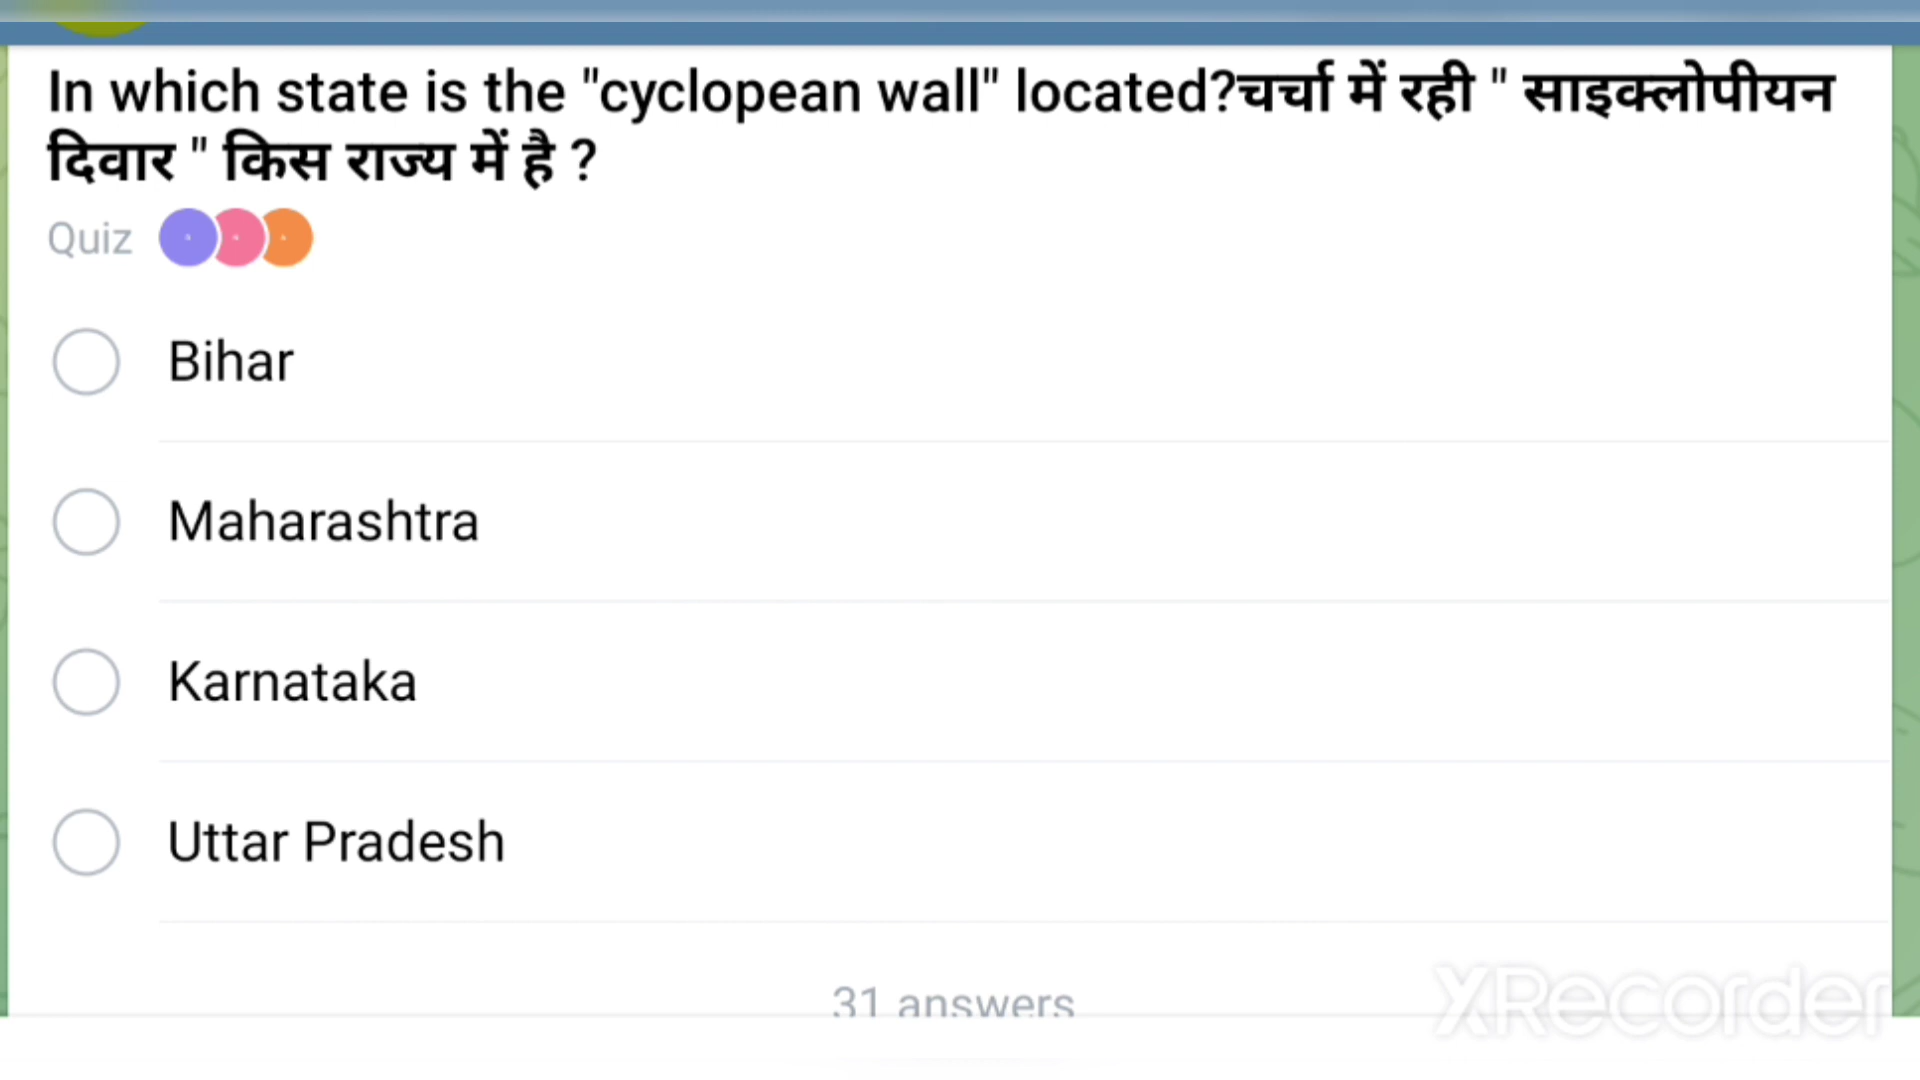 In which state is the "cyclopean wall" located?चर्चा में रही " साइक्लोपीयन
दिवार " किस राज्य में है ?
Quiz
Bihar
Maharashtra
Karnataka
Uttar Pradesh
31 answers
XRecorder